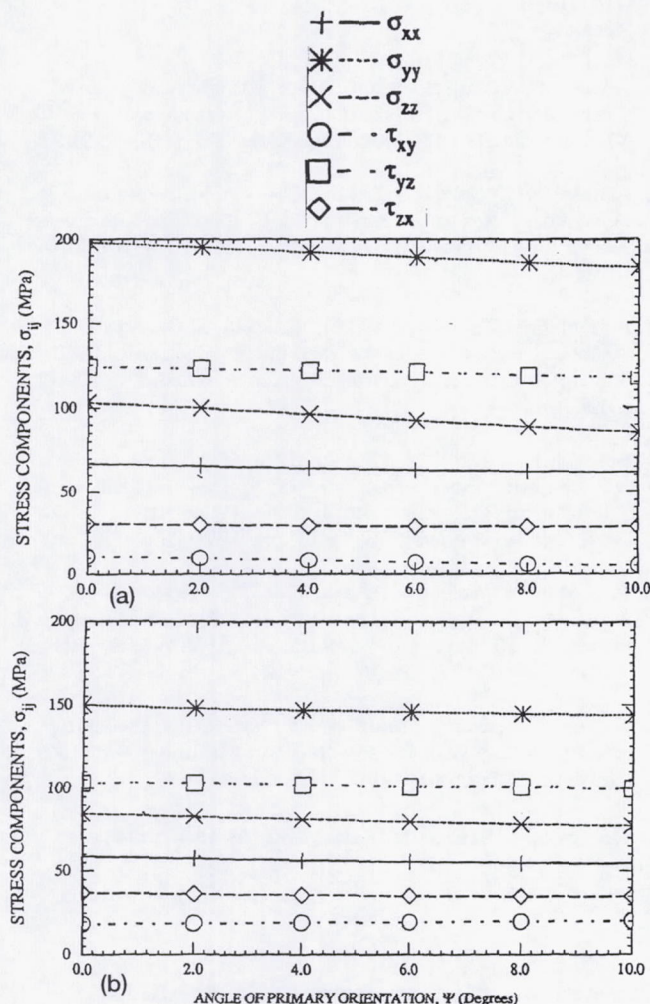 σxx
σyy
σzz
τxy
τyz
τzx
STRESS COMPONENTS, σij (MPa)
200
150
100
50
0
0.0 2.0 4.0 6.0 8.0 10.0
(a)
STRESS COMPONENTS, σij (MPa)
200
150
100
50
0
0.0 2.0 4.0 6.0 8.0 10.0
(b)
ANGLE OF PRIMARY ORIENTATION, Ψ (Degrees)